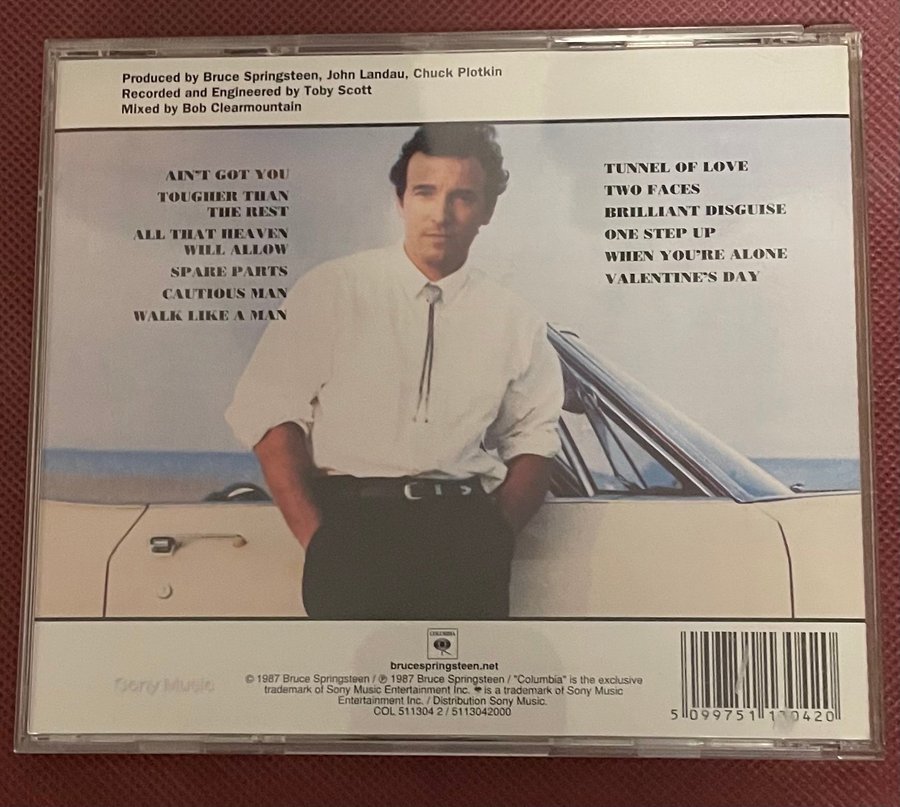 Produced by Bruce Springsteen, John Landau, Chuck Plotkin
Recorded and Engineered by Toby Scott
Mixed by Bob Clearmountain
AIN'T GOT YOU
TOUGHER THAN
THE REST
ALL THAT HEAVEN
WILL ALLOW
SPARE PARTS
CAUTIOUS MAN
WALK LIKE A MAN
TUNNEL OF LOVE
TWO FACES
BRILLIANT DISGUISE
ONE STEP UP
WHEN YOU'RE ALONE
VALENTINE'S DAY
COLUMBIA
brucespringsteen.net
© 1987 Bruce Springsteen / ℗ 1987 Bruce Springsteen / "Columbia" is the exclusive
trademark of Sony Music Entertainment Inc. is a trademark of Sony Music
Entertainment Inc. / Distribution Sony Music.
COL 511304 2 / 5113042000
Sony Music
5 099751 130420